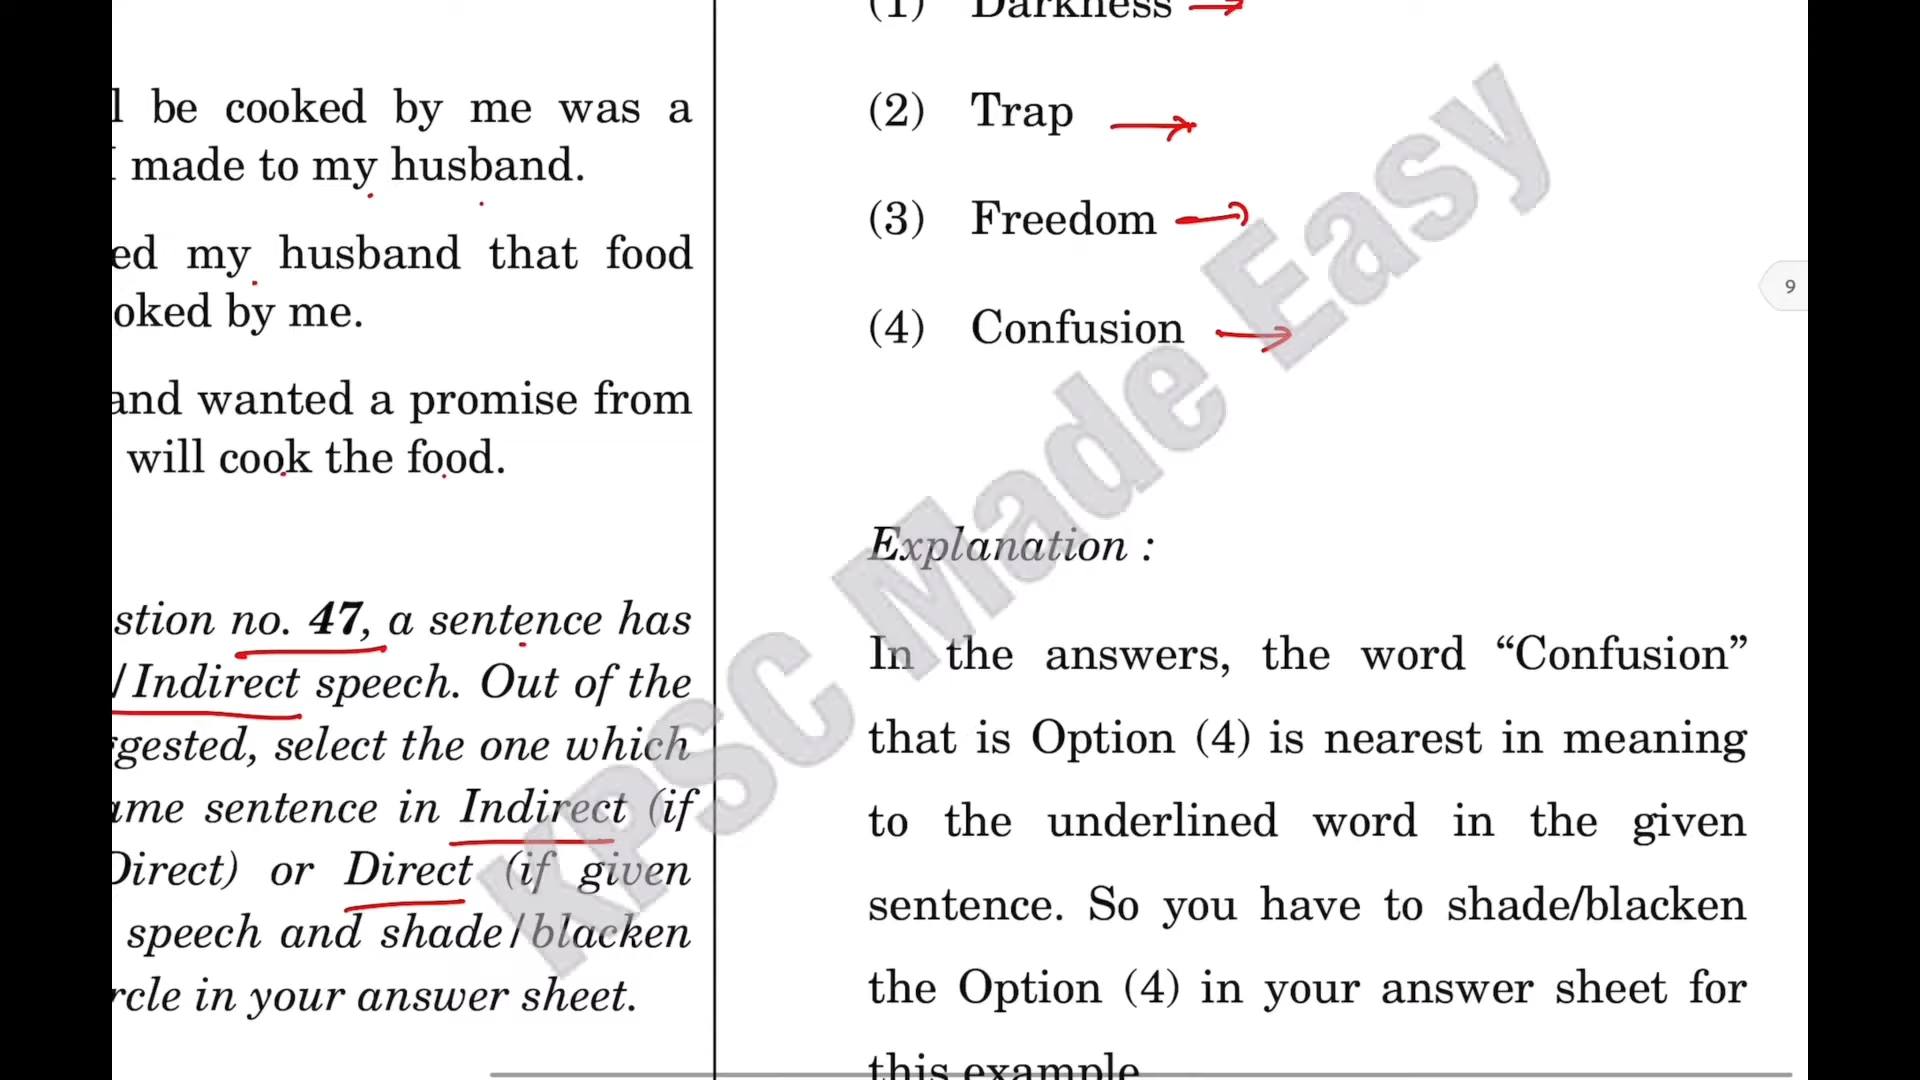 be cooked by me was a
I made to my husband.
ed my husband that food
oked by me.
and wanted a promise from
will cook the food.
stion no. 47, a sentence has
/Indirect speech. Out of the
ggested, select the one which
ame sentence in Indirect (if
Direct) or Direct (if given
speech and shade/blacken
rcle in your answer sheet.
(1) Darkness
(2) Trap
(3) Freedom
(4) Confusion
Explanation :
In the answers, the word “Confusion”
that is Option (4) is nearest in meaning
to the underlined word in the given
sentence. So you have to shade/blacken
the Option (4) in your answer sheet for
this example
KPSC Made Easy
9